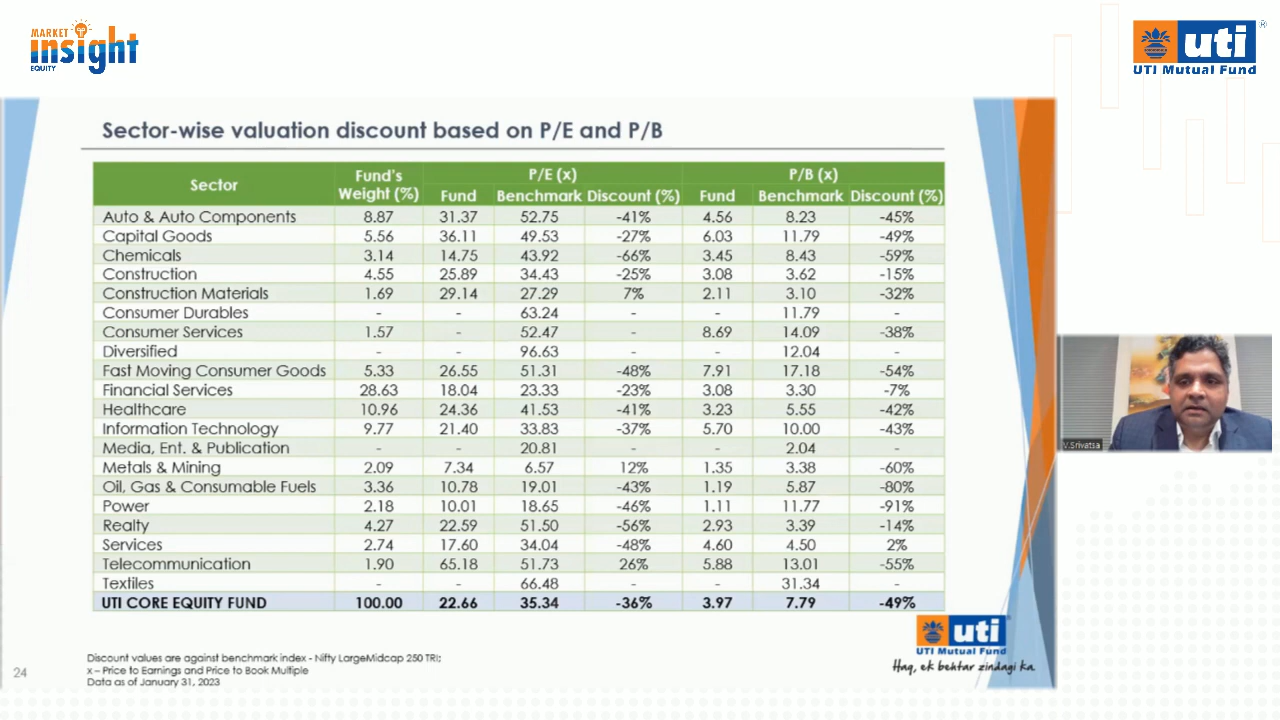 MARKET
insight
EQUITY
uti
®
UTI Mutual Fund
Sector-wise valuation discount based on P/E and P/B
Sector Fund's Weight (%) P/E (x) P/B (x)
Fund Benchmark Discount (%) Fund Benchmark Discount (%)
Auto & Auto Components 8.87 31.37 52.75 -41% 4.56 8.23 -45%
Capital Goods 5.56 36.11 49.53 -27% 6.03 11.79 -49%
Chemicals 3.14 14.75 43.92 -66% 3.45 8.43 -59%
Construction 4.55 25.89 34.43 -25% 3.08 3.62 -15%
Construction Materials 1.69 29.14 27.29 7% 2.11 3.10 -32%
Consumer Durables - - 63.24 - - 11.79 -
Consumer Services 1.57 - 52.47 - 8.69 14.09 -38%
Diversified - - 96.63 - - 12.04 -
Fast Moving Consumer Goods 5.33 26.55 51.31 -48% 7.91 17.18 -54%
Financial Services 28.63 18.04 23.33 -23% 3.08 3.30 -7%
Healthcare 10.96 24.36 41.53 -41% 3.23 5.55 -42%
Information Technology 9.77 21.40 33.83 -37% 5.70 10.00 -43%
Media, Ent. & Publication - - 20.81 - - 2.04 -
Metals & Mining 2.09 7.34 6.57 12% 1.35 3.38 -60%
Oil, Gas & Consumable Fuels 3.36 10.78 19.01 -43% 1.19 5.87 -80%
Power 2.18 10.01 18.65 -46% 1.11 11.77 -91%
Realty 4.27 22.59 51.50 -56% 2.93 3.39 -14%
Services 2.74 17.60 34.04 -48% 4.60 4.50 2%
Telecommunication 1.90 65.18 51.73 26% 5.88 13.01 -55%
Textiles - - 66.48 - - 31.34 -
UTI CORE EQUITY FUND 100.00 22.66 35.34 -36% 3.97 7.79 -49%
V.Srivatsa
uti
UTI Mutual Fund
Haq, ek behtar zindagi ka.
Discount values are against benchmark index - Nifty LargeMidcap 250 TRI;
x – Price to Earnings and Price to Book Multiple
Data as of January 31, 2023
24